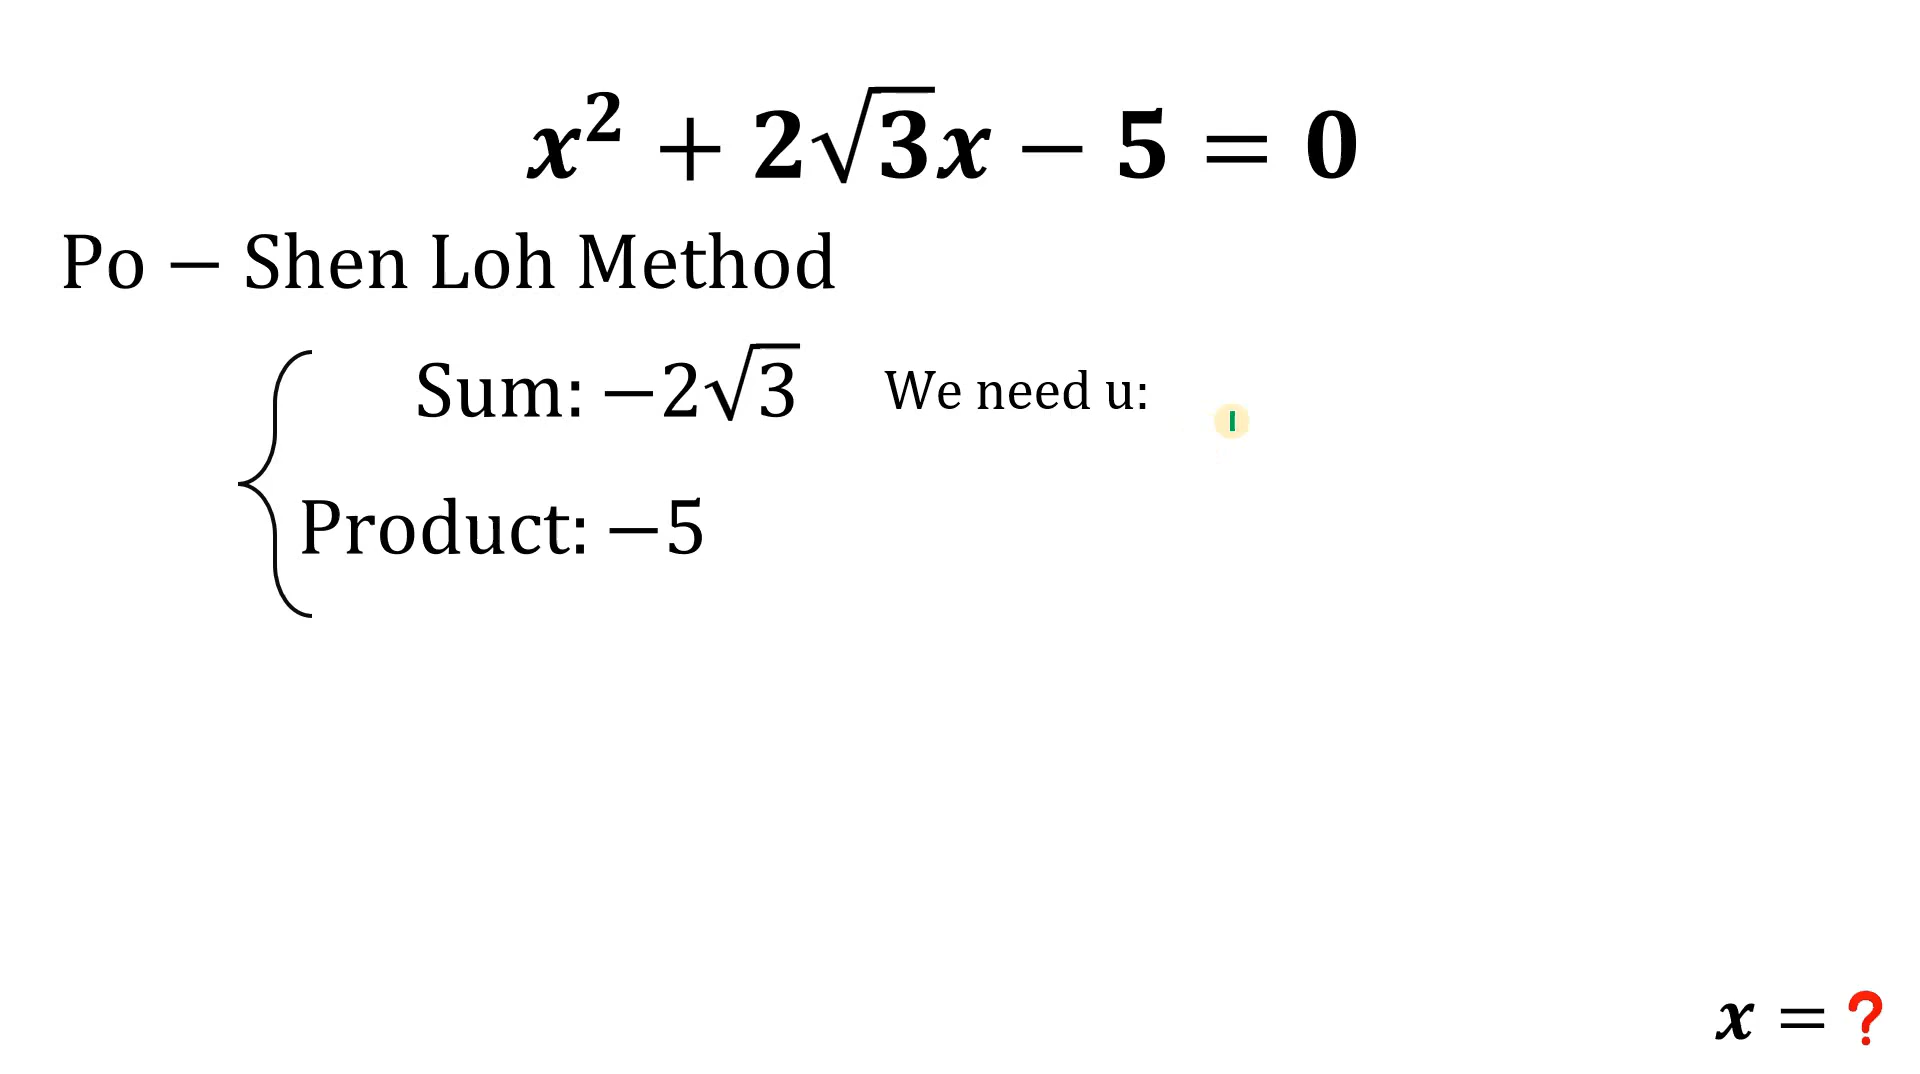 x² + 2√3x − 5 = 0
Po − Shen Loh Method
Sum: −2√3 We need u:
Product: −5
x = ?